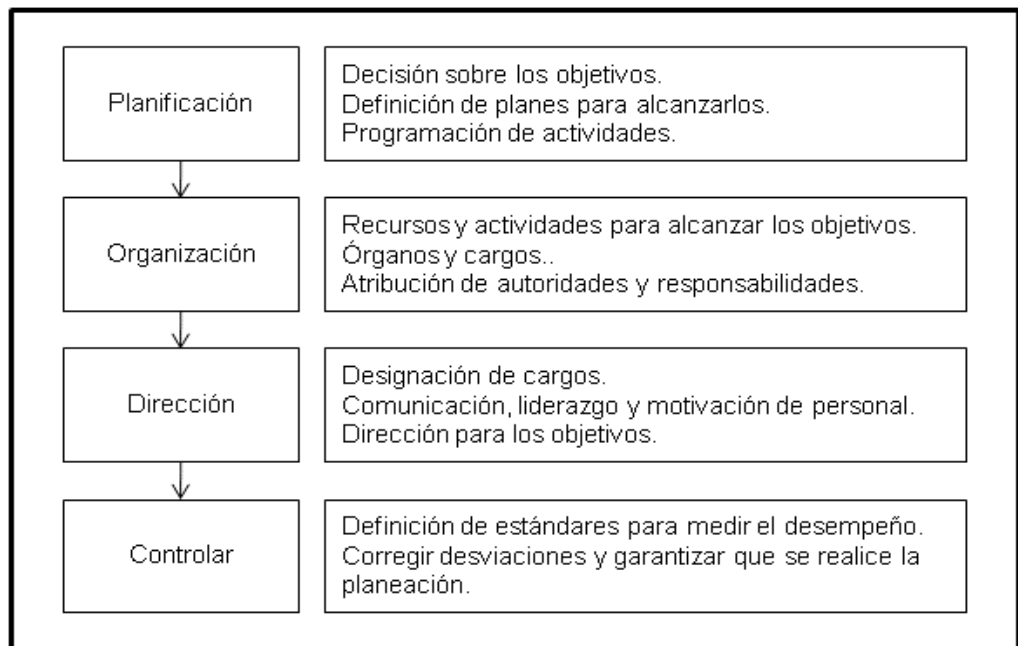 Planificación
Decisión sobre los objetivos.
Definición de planes para alcanzarlos.
Programación de actividades.
Organización
Recursos y actividades para alcanzar los objetivos.
Órganos y cargos..
Atribución de autoridades y responsabilidades.
Dirección
Designación de cargos.
Comunicación, liderazgo y motivación de personal.
Dirección para los objetivos.
Controlar
Definición de estándares para medir el desempeño.
Corregir desviaciones y garantizar que se realice la
planeación.